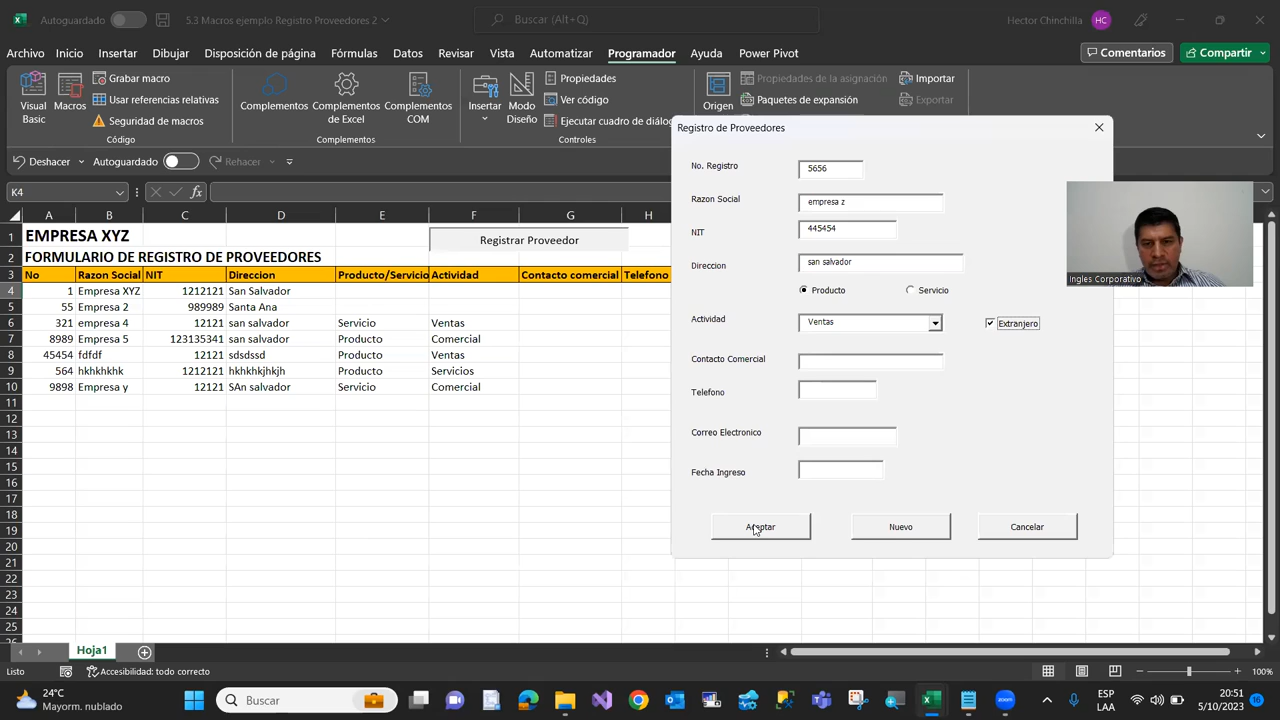 Autoguardado
5.3 Macros ejemplo Registro Proveedores 2
Buscar (Alt+Q)
Hector Chinchilla
HC
Archivo Inicio Insertar Dibujar Disposición de página Fórmulas Datos Revisar Vista Automatizar Programador Ayuda Power Pivot
Comentarios
Compartir
Visual Basic
Macros
Grabar macro
Usar referencias relativas
Seguridad de macros
Código
Complementos
Complementos de Excel
Complementos COM
Complementos
Insertar
Modo Diseño
Propiedades
Ver código
Ejecutar cuadro de diálogo
Controles
Origen
Propiedades de la asignación
Paquetes de expansión
Importar
Exportar
Deshacer
Autoguardado
Rehacer
K4
fx
A B C D E F G H
1 EMPRESA XYZ
Registrar Proveedor
2 FORMULARIO DE REGISTRO DE PROVEEDORES
3 No Razon Social NIT Direccion Producto/Servicio Actividad Contacto comercial Telefono
4 1 Empresa XYZ 1212121 San Salvador
5 55 Empresa 2 989989 Santa Ana
6 321 empresa 4 12121 san salvador Servicio Ventas
7 8989 Empresa 5 123135341 san salvador Producto Comercial
8 45454 fdfdf 12121 sdsdssd Producto Ventas
9 564 hkhkhkhk 1212121 hkhkhkjhkjh Producto Servicios
10 9898 Empresa y 12121 SAn salvador Servicio Comercial
11
12
13
14
15
16
17
18
19
20
21
22
23
24
25
26
Registro de Proveedores
No. Registro 5656
Razon Social empresa z
NIT 445454
Direccion san salvador
Producto Servicio
Actividad Ventas Extranjero
Contacto Comercial
Telefono
Correo Electronico
Fecha Ingreso
Aceptar Nuevo Cancelar
Ingles Corporativo
Hoja1
Listo
Accesibilidad: todo correcto
100%
24°C
Mayorm. nublado
Buscar
ESP
LAA
20:51
5/10/2023
16